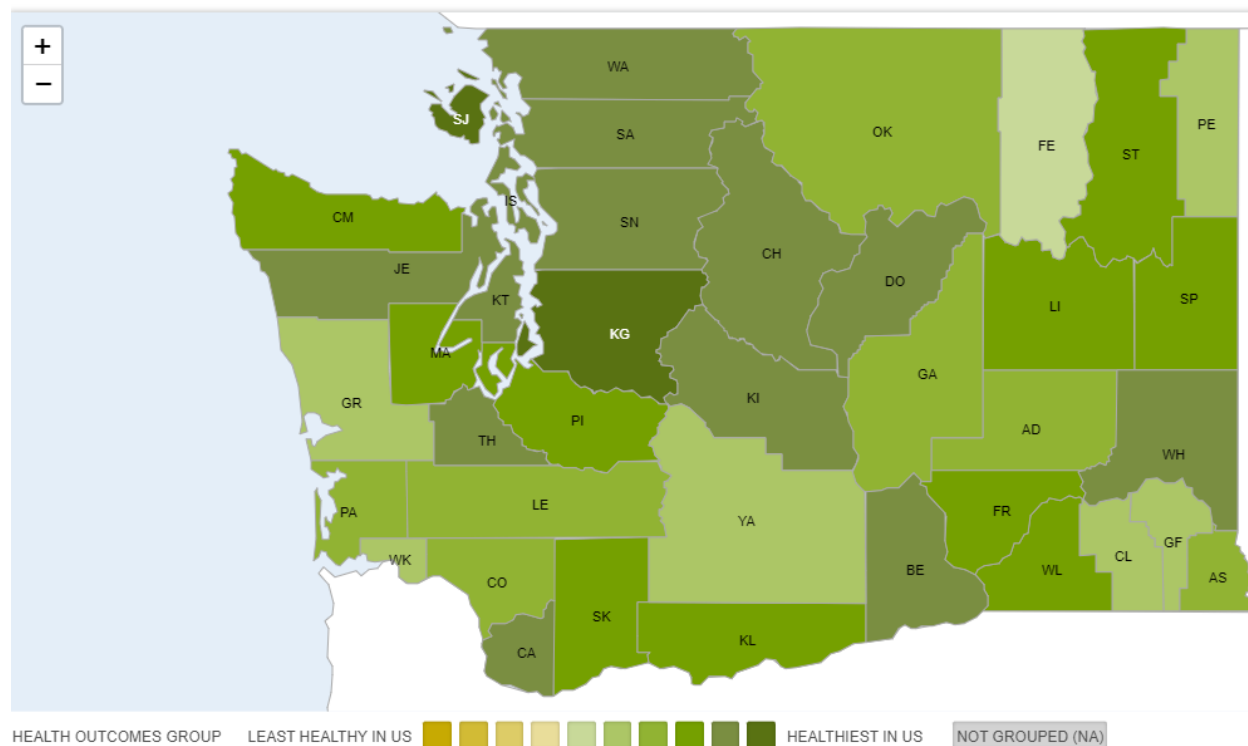 +
−
WA
SJ
SA
OK
FE
ST
PE
CM
IS
SN
JE
CH
DO
KT
LI
SP
KG
MA
GA
GR
KI
PI
AD
TH
WH
PA
LE
YA
FR
WK
CO
BE
WL
CL
GF
AS
SK
KL
CA
HEALTH OUTCOMES GROUP LEAST HEALTHY IN US HEALTHIEST IN US NOT GROUPED (NA)